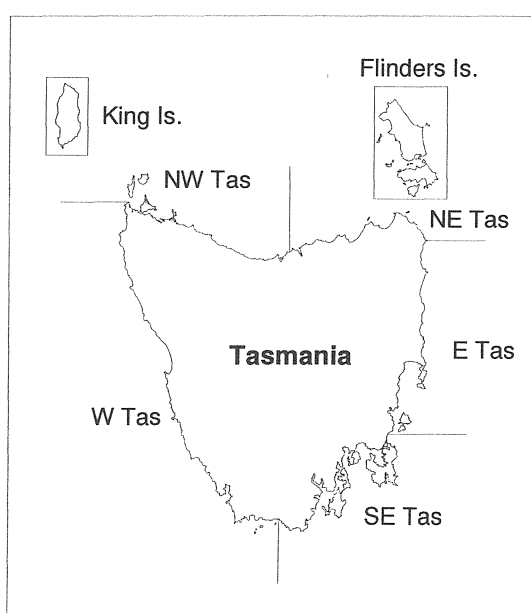 Flinders Is.
King Is.
NW Tas
NE Tas
Tasmania
E Tas
W Tas
SE Tas